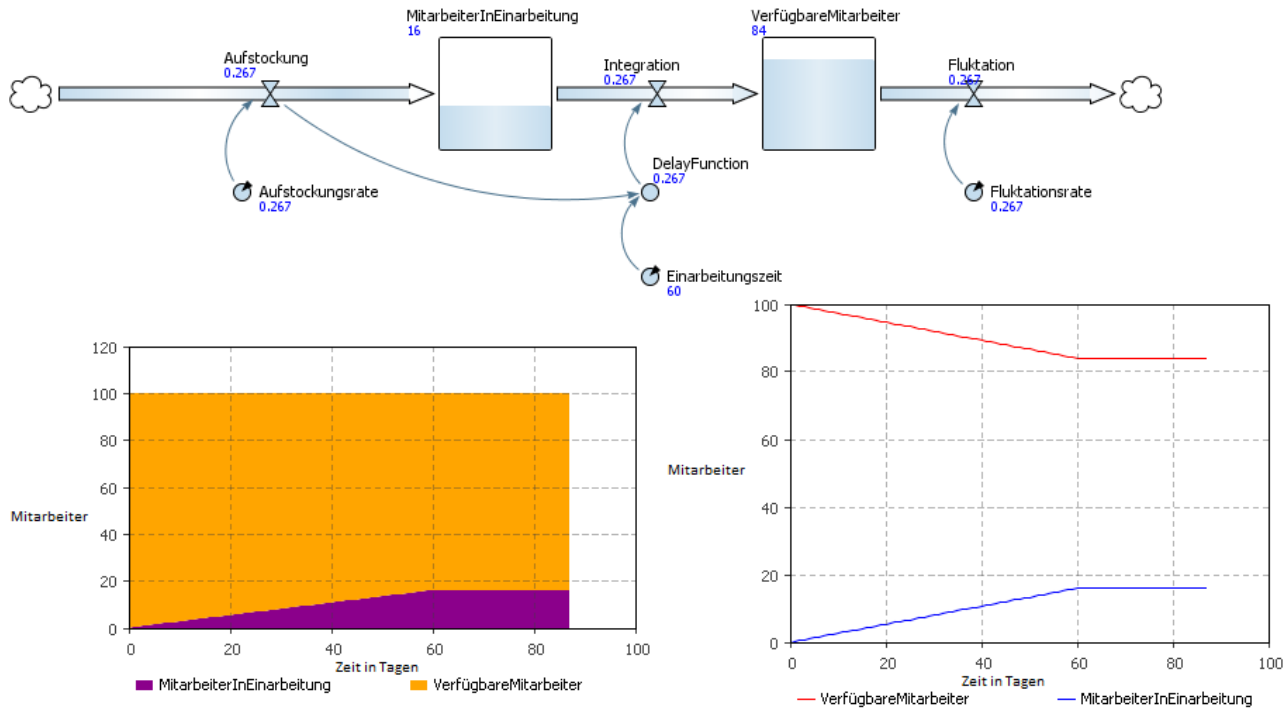 MitarbeiterInEinarbeitung
16
VerfügbareMitarbeiter
84
Aufstockung
0.267
Integration
0.267
Fluktation
0.267
DelayFunction
0.267
Aufstockungsrate
0.267
Fluktationsrate
0.267
Einarbeitungszeit
60
120
100
80
60
40
20
0
Mitarbeiter
0 20 40 60 80 100
Zeit in Tagen
MitarbeiterInEinarbeitung VerfügbareMitarbeiter
100
80
60
40
20
0
Mitarbeiter
0 20 40 60 80 100
Zeit in Tagen
VerfügbareMitarbeiter MitarbeiterInEinarbeitung